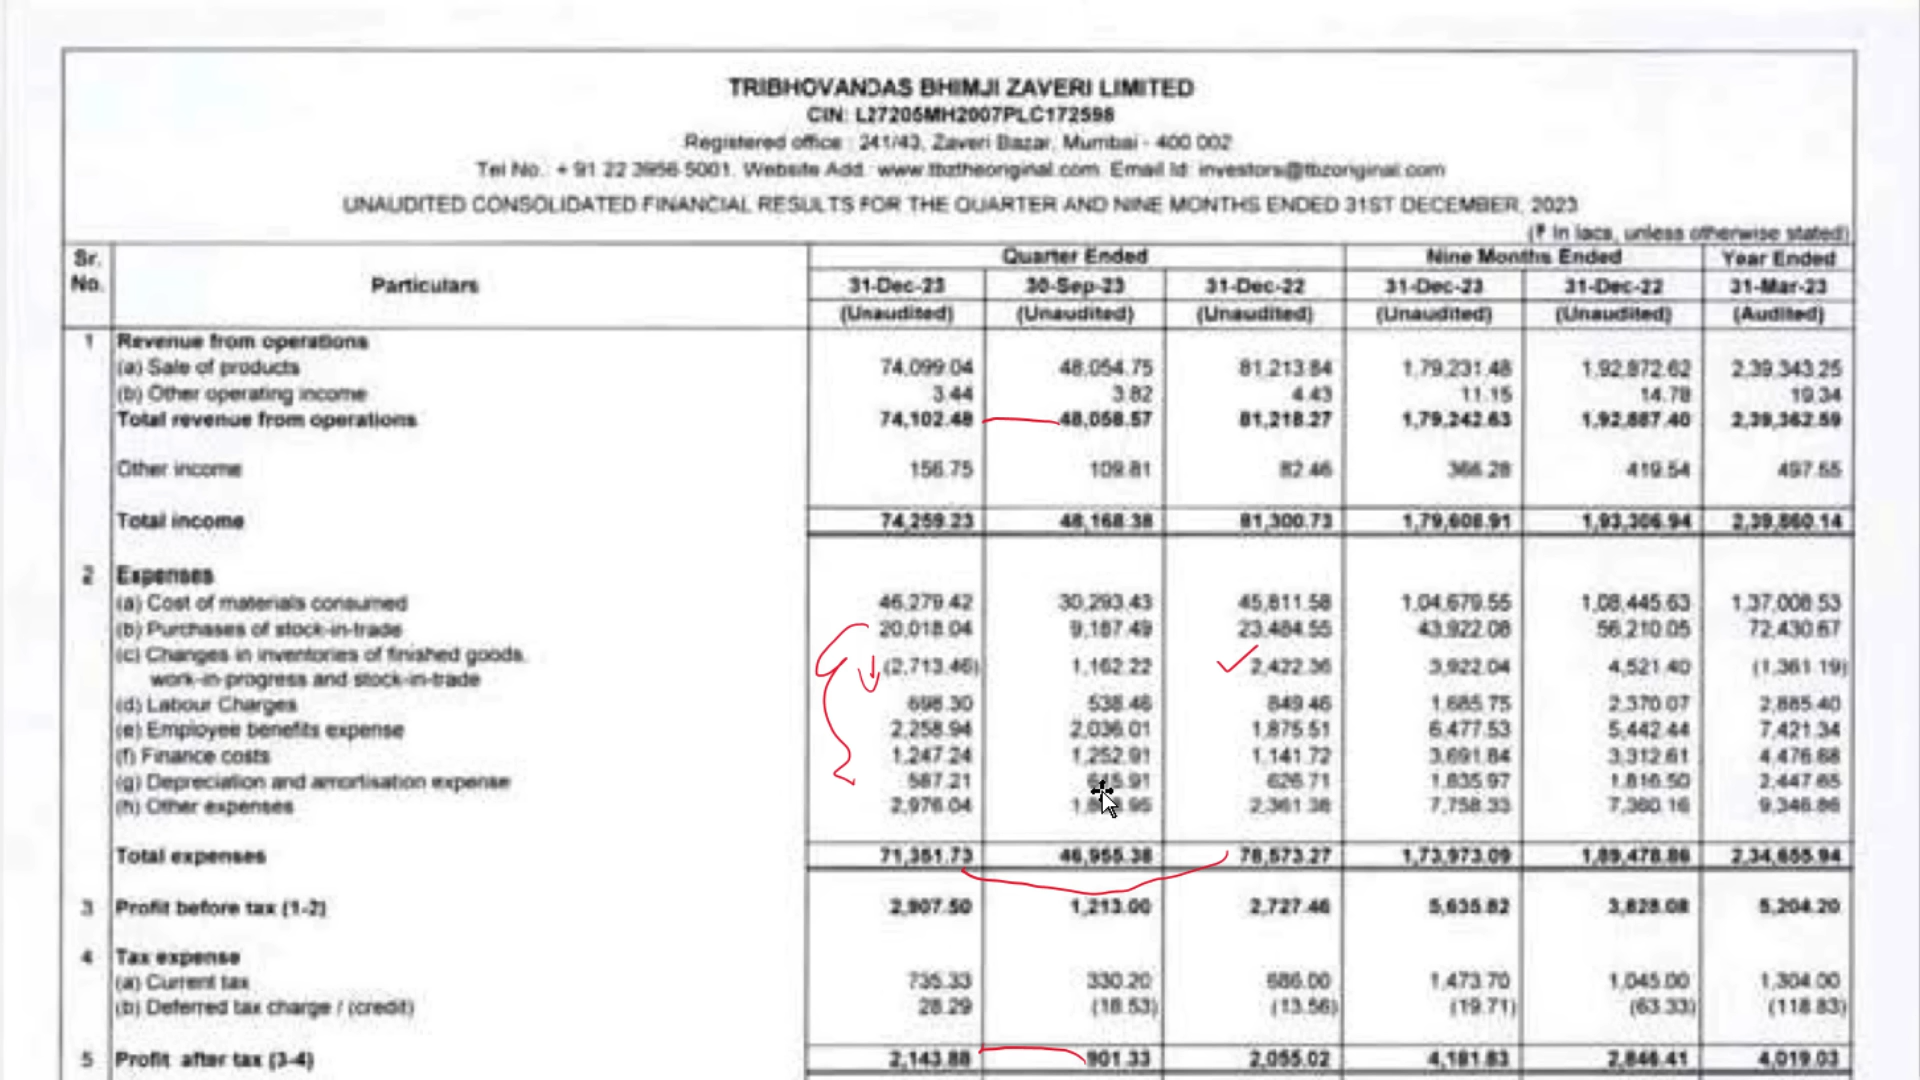 TRIBHOVANDAS BHIMJI ZAVERI LIMITED
CIN: L27205MH2007PLC172598
Registered office : 241/43, Zaveri Bazar, Mumbai - 400 002
Tel No.: + 91 22 3956 5001. Website Add. www.tbztheoriginal.com Email Id: investors@tbzoriginal.com
UNAUDITED CONSOLIDATED FINANCIAL RESULTS FOR THE QUARTER AND NINE MONTHS ENDED 31ST DECEMBER, 2023
(₹ In lacs, unless otherwise stated)
Sr. No. Particulars Quarter Ended Nine Months Ended Year Ended
31-Dec-23 30-Sep-23 31-Dec-22 31-Dec-23 31-Dec-22 31-Mar-23
(Unaudited) (Unaudited) (Unaudited) (Unaudited) (Unaudited) (Audited)
1 Revenue from operations
(a) Sale of products 74,099.04 48,054.75 81,213.84 1,79,231.48 1,92,872.62 2,39,343.25
(b) Other operating income 3.44 3.82 4.43 11.15 14.78 19.34
Total revenue from operations 74,102.48 48,058.57 81,218.27 1,79,242.63 1,92,887.40 2,39,362.59
Other income 156.75 109.81 82.46 366.28 419.54 497.55
Total income 74,259.23 48,168.38 81,300.73 1,79,608.91 1,93,306.94 2,39,860.14
2 Expenses
(a) Cost of materials consumed 46,279.42 30,293.43 45,811.58 1,04,679.55 1,08,445.63 1,37,008.53
(b) Purchases of stock-in-trade 20,018.04 9,187.49 23,484.55 43,922.08 56,210.05 72,430.67
(c) Changes in inventories of finished goods,
work-in-progress and stock-in-trade (2,713.46) 1,162.22 2,422.36 3,922.04 4,521.40 (1,361.19)
(d) Labour Charges 698.30 538.46 849.46 1,685.75 2,370.07 2,885.40
(e) Employee benefits expense 2,258.94 2,036.01 1,875.51 6,477.53 5,442.44 7,421.34
(f) Finance costs 1,247.24 1,252.91 1,141.72 3,691.84 3,312.61 4,476.68
(g) Depreciation and amortisation expense 587.21 626.71 1,835.97 1,816.50 2,447.65
(h) Other expenses 2,976.04 2,361.38 7,758.33 7,360.16 9,346.86
Total expenses 71,351.73 46,955.38 78,573.27 1,73,973.09 1,89,478.86 2,34,655.94
3 Profit before tax (1-2) 2,907.50 1,213.00 2,727.46 5,635.82 3,828.08 5,204.20
4 Tax expense
(a) Current tax 735.33 330.20 686.00 1,473.70 1,045.00 1,304.00
(b) Deferred tax charge / (credit) 28.29 (18.53) (13.56) (19.71) (63.33) (118.83)
5 Profit after tax (3-4) 2,143.88 901.33 2,055.02 4,181.83 2,846.41 4,019.03